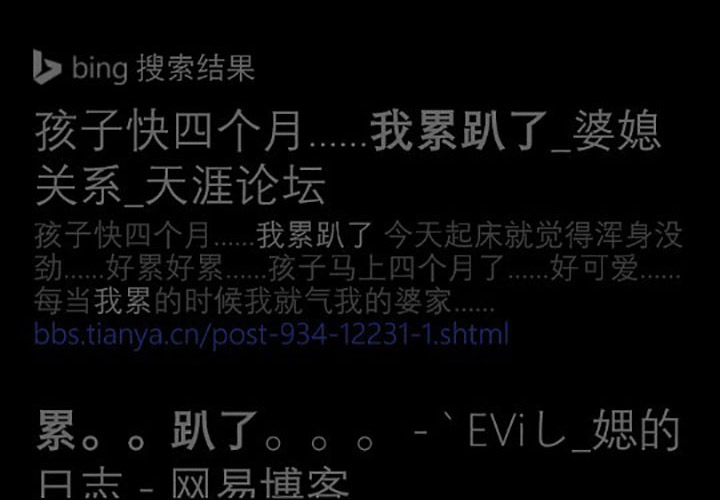 bing 搜索结果
孩子快四个月......我累趴了_婆媳
关系_天涯论坛
孩子快四个月......我累趴了 今天起床就觉得浑身没
劲......好累好累......孩子马上四个月了......好可爱......
每当我累的时候我就气我的婆家......
bbs.tianya.cn/post-934-12231-1.shtml
累。。趴了。。。 - ` EViし_媤的
日志 - 网易博客